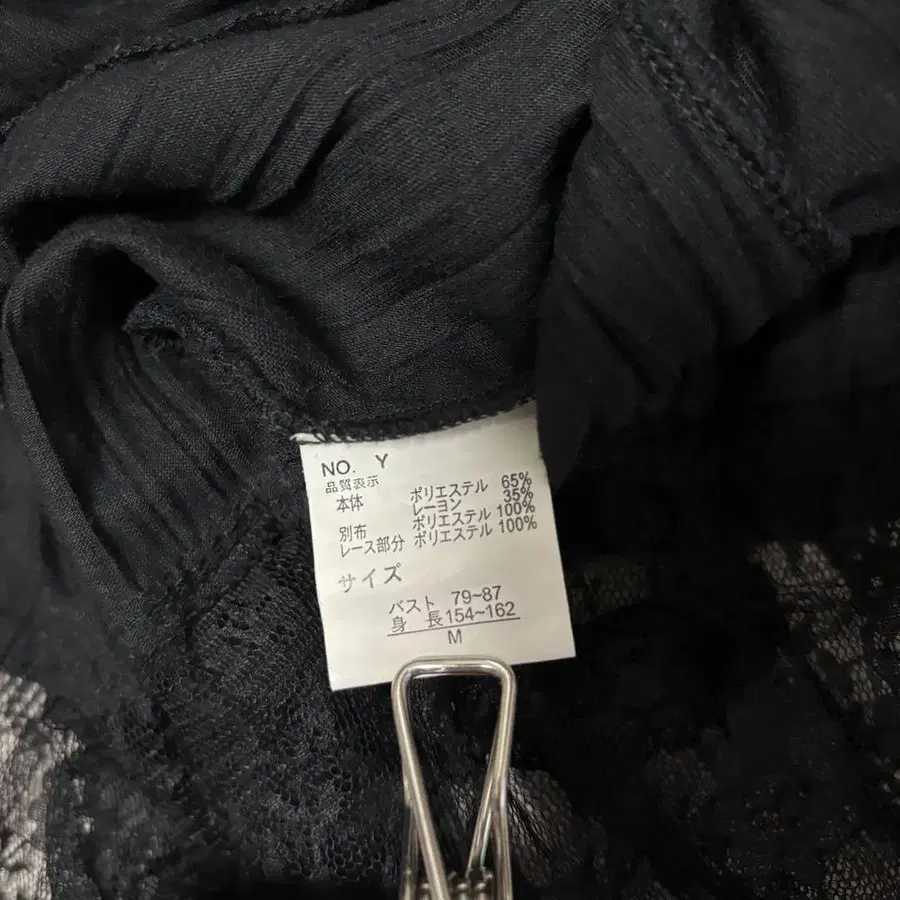 NO. Y
品質表示
本体 ポリエステル 65%
レーヨン 35%
別布 ポリエステル 100%
レース部分 ポリエステル 100%
サイズ
バスト 79~87
身 長 154~162
M